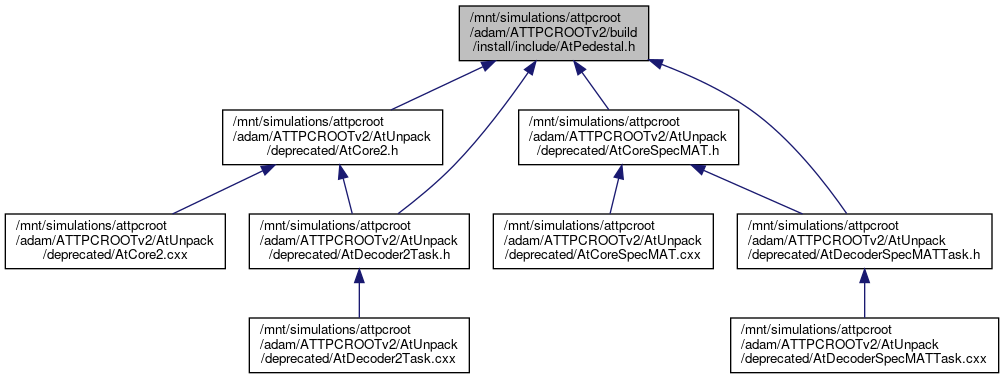 /mnt/simulations/attpcroot
/adam/ATTPCROOTv2/build
/install/include/AtPedestal.h
/mnt/simulations/attpcroot
/adam/ATTPCROOTv2/AtUnpack
/deprecated/AtCore2.h
/mnt/simulations/attpcroot
/adam/ATTPCROOTv2/AtUnpack
/deprecated/AtCoreSpecMAT.h
/mnt/simulations/attpcroot
/adam/ATTPCROOTv2/AtUnpack
/deprecated/AtCore2.cxx
/mnt/simulations/attpcroot
/adam/ATTPCROOTv2/AtUnpack
/deprecated/AtDecoder2Task.h
/mnt/simulations/attpcroot
/adam/ATTPCROOTv2/AtUnpack
/deprecated/AtCoreSpecMAT.cxx
/mnt/simulations/attpcroot
/adam/ATTPCROOTv2/AtUnpack
/deprecated/AtDecoderSpecMATTask.h
/mnt/simulations/attpcroot
/adam/ATTPCROOTv2/AtUnpack
/deprecated/AtDecoder2Task.cxx
/mnt/simulations/attpcroot
/adam/ATTPCROOTv2/AtUnpack
/deprecated/AtDecoderSpecMATTask.cxx